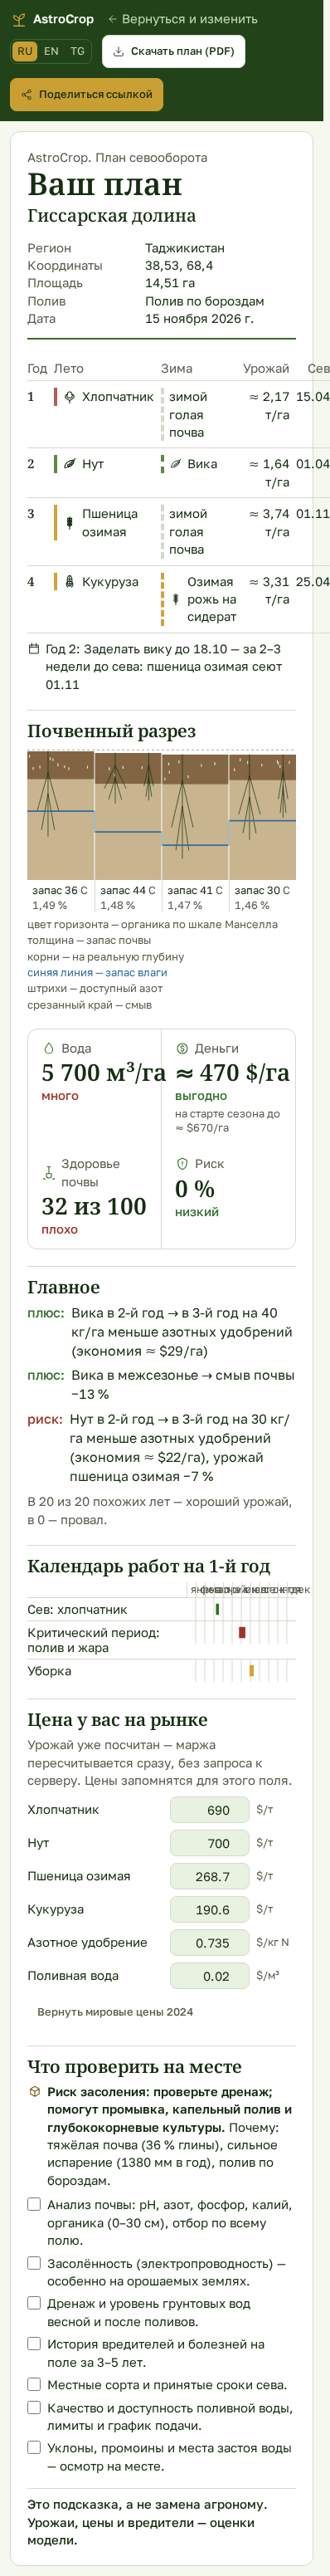 AstroCrop ← Вернуться и изменить
RU EN TG Скачать план (PDF)
Поделиться ссылкой
AstroCrop. План севооборота
Ваш план
Гиссарская долина
Регион Таджикистан
Координаты 38,53, 68,4
Площадь 14,51 га
Полив Полив по бороздам
Дата 15 ноября 2026 г.
Год Лето Зима Урожай Сев
1 Хлопчатник зимой ≈ 2,17 15.04
голая т/га
почва
2 Нут Вика ≈ 1,64 01.04
т/га
3 Пшеница зимой ≈ 3,74 01.11
озимая голая т/га
почва
4 Кукуруза Озимая ≈ 3,31 25.04
рожь на т/га
сидерат
Год 2: Заделать вику до 18.10 — за 2–3
недели до сева: пшеница озимая сеют
01.11
Почвенный разрез
запас 36 C запас 44 C запас 41 C запас 30 C
1,49 % 1,48 % 1,47 % 1,46 %
цвет горизонта — органика по шкале Манселла
толщина — запас почвы
корни — на реальную глубину
синяя линия — запас влаги
штрихи — доступный азот
срезанный край — смыв
Вода Деньги
5 700 м³/га ≈ 470 $/га
много выгодно
на старте сезона до
≈ $670/га
Здоровье Риск
почвы
32 из 100 0 %
плохо низкий
Главное
плюс: Вика в 2-й год → в 3-й год на 40
кг/га меньше азотных удобрений
(экономия ≈ $29/га)
плюс: Вика в межсезонье → смыв почвы
−13 %
риск: Нут в 2-й год → в 3-й год на 30 кг/
га меньше азотных удобрений
(экономия ≈ $22/га), урожай
пшеница озимая −7 %
В 20 из 20 похожих лет — хороший урожай,
в 0 — провал.
Календарь работ на 1-й год
Сев: хлопчатник
Критический период:
полив и жара
Уборка
Цена у вас на рынке
Урожай уже посчитан — маржа
пересчитывается сразу, без запроса к
серверу. Цены запомнятся для этого поля.
Хлопчатник 690 $/т
Нут 700 $/т
Пшеница озимая 268.7 $/т
Кукуруза 190.6 $/т
Азотное удобрение 0.735 $/кг N
Поливная вода 0.02 $/м³
Вернуть мировые цены 2024
Что проверить на месте
Риск засоления: проверьте дренаж;
помогут промывка, капельный полив и
глубококорневые культуры. Почему:
тяжёлая почва (36 % глины), сильное
испарение (1380 мм в год), полив по
бороздам.
Анализ почвы: pH, азот, фосфор, калий,
органика (0–30 см), отбор по всему
полю.
Засолённость (электропроводность) —
особенно на орошаемых землях.
Дренаж и уровень грунтовых вод
весной и после поливов.
История вредителей и болезней на
поле за 3–5 лет.
Местные сорта и принятые сроки сева.
Качество и доступность поливной воды,
лимиты и график подачи.
Уклоны, промоины и места застоя воды
— осмотр на месте.
Это подсказка, а не замена агроному.
Урожаи, цены и вредители — оценки
модели.